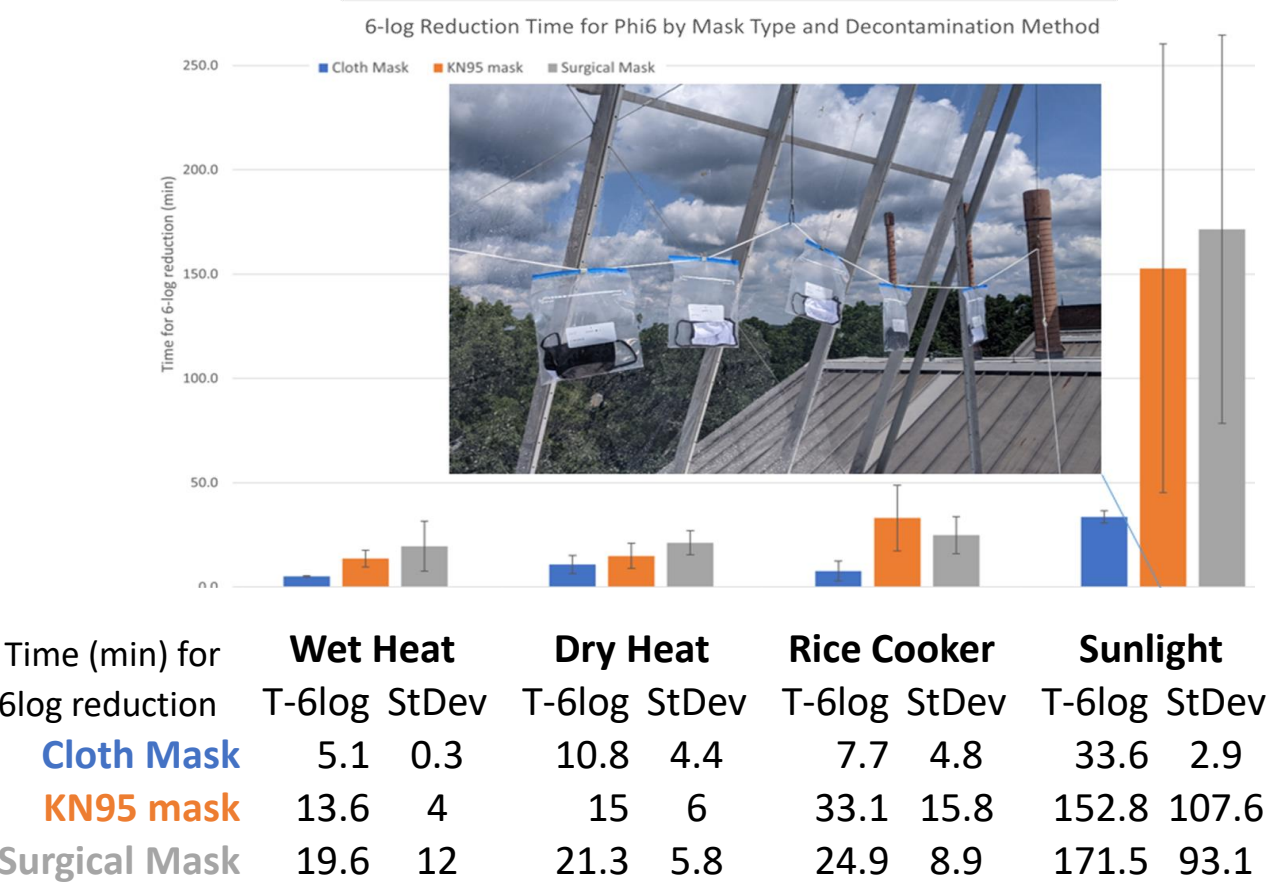 6-log Reduction Time for Phi6 by Mask Type and Decontamination Method
Cloth Mask KN95 mask Surgical Mask
Time for 6-log reduction (min)
250.0
200.0
150.0
100.0
50.0
0.0
Time (min) for Wet Heat Dry Heat Rice Cooker Sunlight
6log reduction T-6log StDev T-6log StDev T-6log StDev T-6log StDev
Cloth Mask 5.1 0.3 10.8 4.4 7.7 4.8 33.6 2.9
KN95 mask 13.6 4 15 6 33.1 15.8 152.8 107.6
Surgical Mask 19.6 12 21.3 5.8 24.9 8.9 171.5 93.1